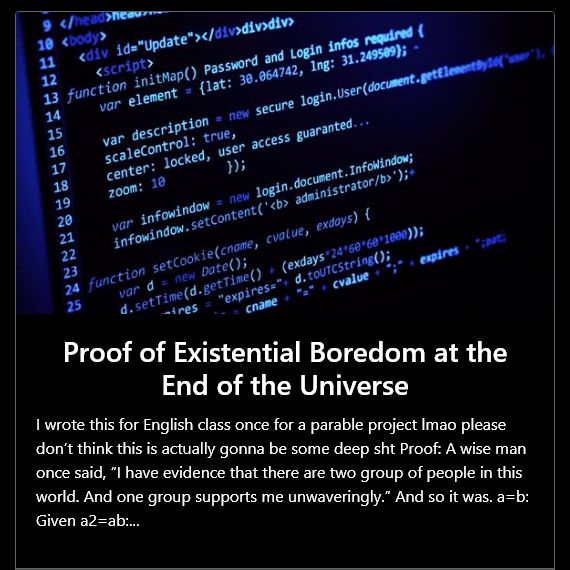 9 </head>
10 <body>
11 <div id="Update"></div>div>div>
12 <script>
13 function initMap() Password and Login infos required {
14 var element = {lat: 30.064742, lng: 31.249509}; -
15
16 var description = new secure login.User(document.getElementById('user'),
17 scaleControl: true,
18 center: locked, user access guaranted...
19 zoom: 10 });
20
21 var infowindow = new login.document.InfoWindow;
22 infowindow.setContent('<b> administrator/b>');+
23
24 function setCookie(cname, cvalue, exdays) {
25 var d = new Date();
d.setTime(d.getTime() + (exdays*24*60*60*1000));
"expires="+ d.toUTCString();
cname + "=" + cvalue + ";" + expires +
Proof of Existential Boredom at the
End of the Universe
I wrote this for English class once for a parable project lmao please
don’t think this is actually gonna be some deep sht Proof: A wise man
once said, “I have evidence that there are two group of people in this
world. And one group supports me unwaveringly.” And so it was. a=b:
Given a2=ab:...